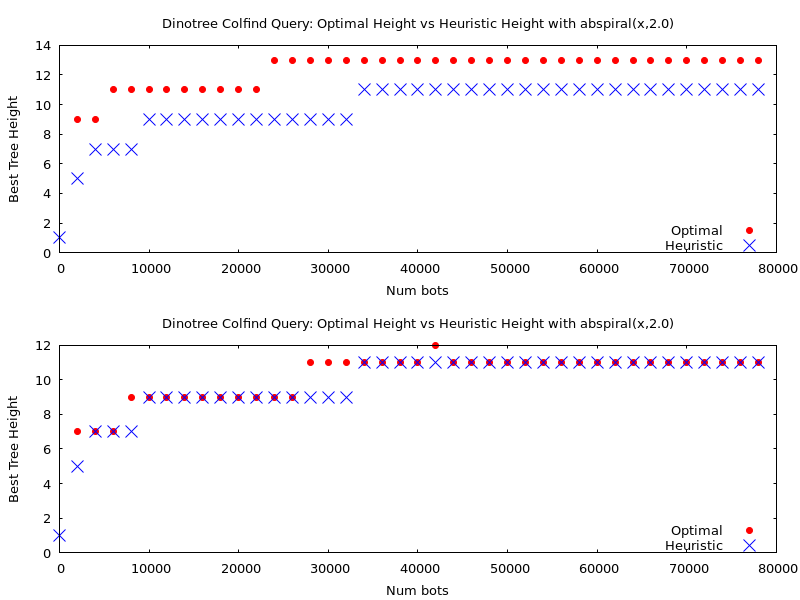 Dinotree Colfind Query: Optimal Height vs Heuristic Height with abspiral(x,2.0)
14
12
10
8
6
4
2
0
Best Tree Height
Optimal
Heuristic
0 10000 20000 30000 40000 50000 60000 70000 80000
Num bots
Dinotree Colfind Query: Optimal Height vs Heuristic Height with abspiral(x,2.0)
12
10
8
6
4
2
0
Best Tree Height
Optimal
Heuristic
0 10000 20000 30000 40000 50000 60000 70000 80000
Num bots